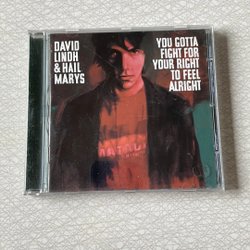 DAVID
LINDH
& HAIL
MARYS
YOU GOTTA
FIGHT FOR
YOUR RIGHT
TO FEEL
ALRIGHT